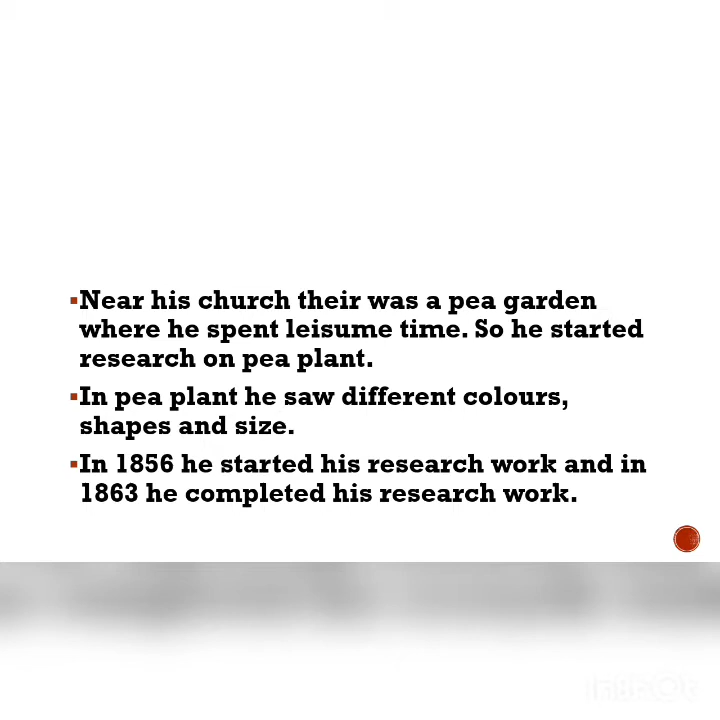 ▪Near his church their was a pea garden
where he spent leisume time. So he started
research on pea plant.
▪In pea plant he saw different colours,
shapes and size.
▪In 1856 he started his research work and in
1863 he completed his research work.